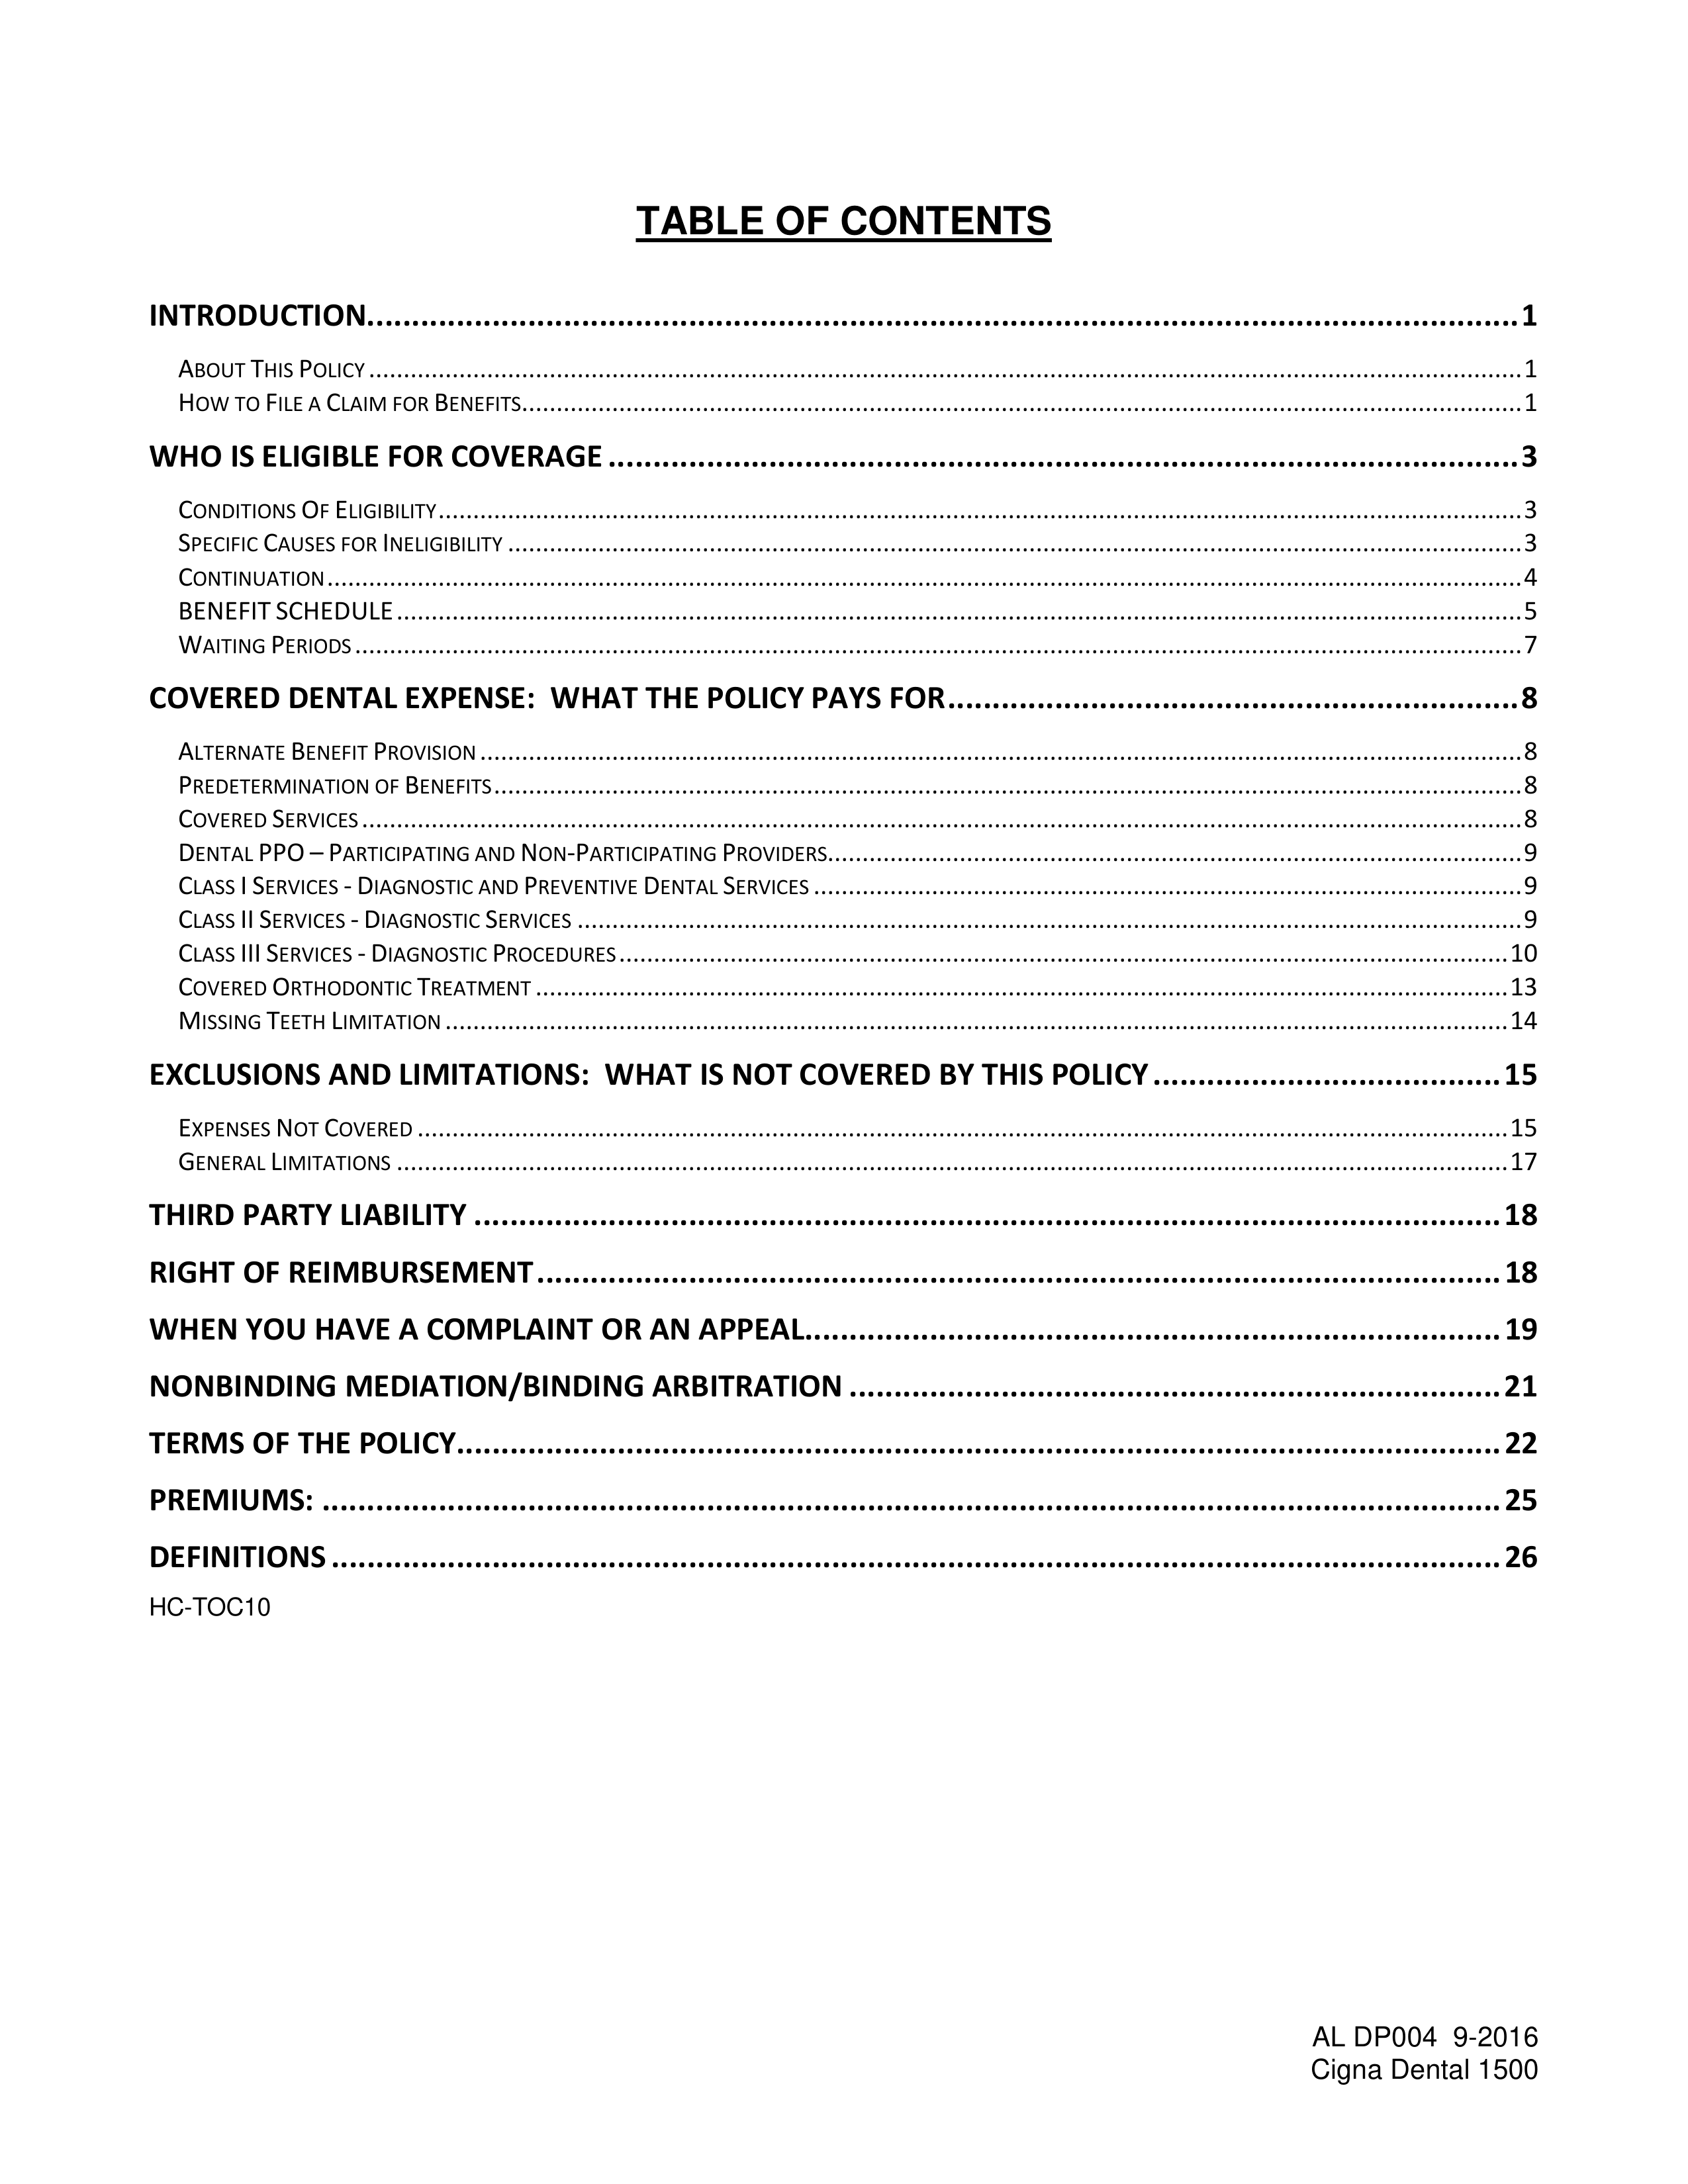 TABLE OF CONTENTS
INTRODUCTION....................1
About This Policy....................1
How to File a Claim for Benefits....................1
WHO IS ELIGIBLE FOR COVERAGE....................3
Conditions Of Eligibility....................3
Specific Causes for Ineligibility....................3
Continuation....................4
BENEFIT SCHEDULE....................5
Waiting Periods....................7
COVERED DENTAL EXPENSE:  WHAT THE POLICY PAYS FOR....................8
Alternate Benefit Provision....................8
Predetermination of Benefits....................8
Covered Services....................8
Dental PPO – Participating and Non-Participating Providers....................9
Class I Services - Diagnostic and Preventive Dental Services....................9
Class II Services - Diagnostic Services....................9
Class III Services - Diagnostic Procedures....................10
Covered Orthodontic Treatment....................13
Missing Teeth Limitation....................14
EXCLUSIONS AND LIMITATIONS:  WHAT IS NOT COVERED BY THIS POLICY....................15
Expenses Not Covered....................15
General Limitations....................17
THIRD PARTY LIABILITY....................18
RIGHT OF REIMBURSEMENT....................18
WHEN YOU HAVE A COMPLAINT OR AN APPEAL....................19
NONBINDING MEDIATION/BINDING ARBITRATION....................21
TERMS OF THE POLICY....................22
PREMIUMS:....................25
DEFINITIONS....................26
HC-TOC10
AL DP004  9-2016
Cigna Dental 1500